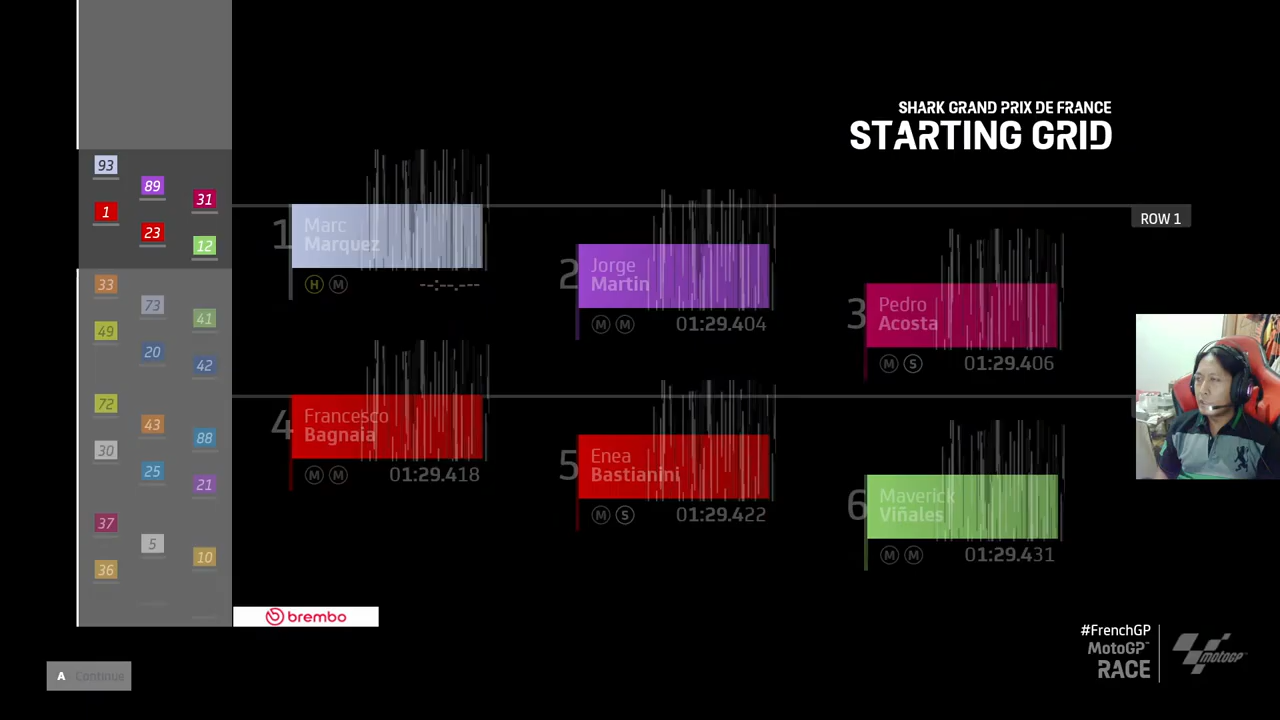 SHARK GRAND PRIX DE FRANCE
STARTING GRID
ROW 1
93
89
31
1
23
12
33
73
41
49
20
42
72
43
88
30
25
21
37
5
10
36
1
Marc
Marquez
H M
--:--.---
2
Jorge
Martin
M M
01:29.404
3
Pedro
Acosta
M S
01:29.406
4
Francesco
Bagnaia
M M
01:29.418
5
Enea
Bastianini
M S
01:29.422
6
Maverick
Viñales
M M
01:29.431
brembo
#FrenchGP
MotoGP™
RACE
MotoGP
A Continue